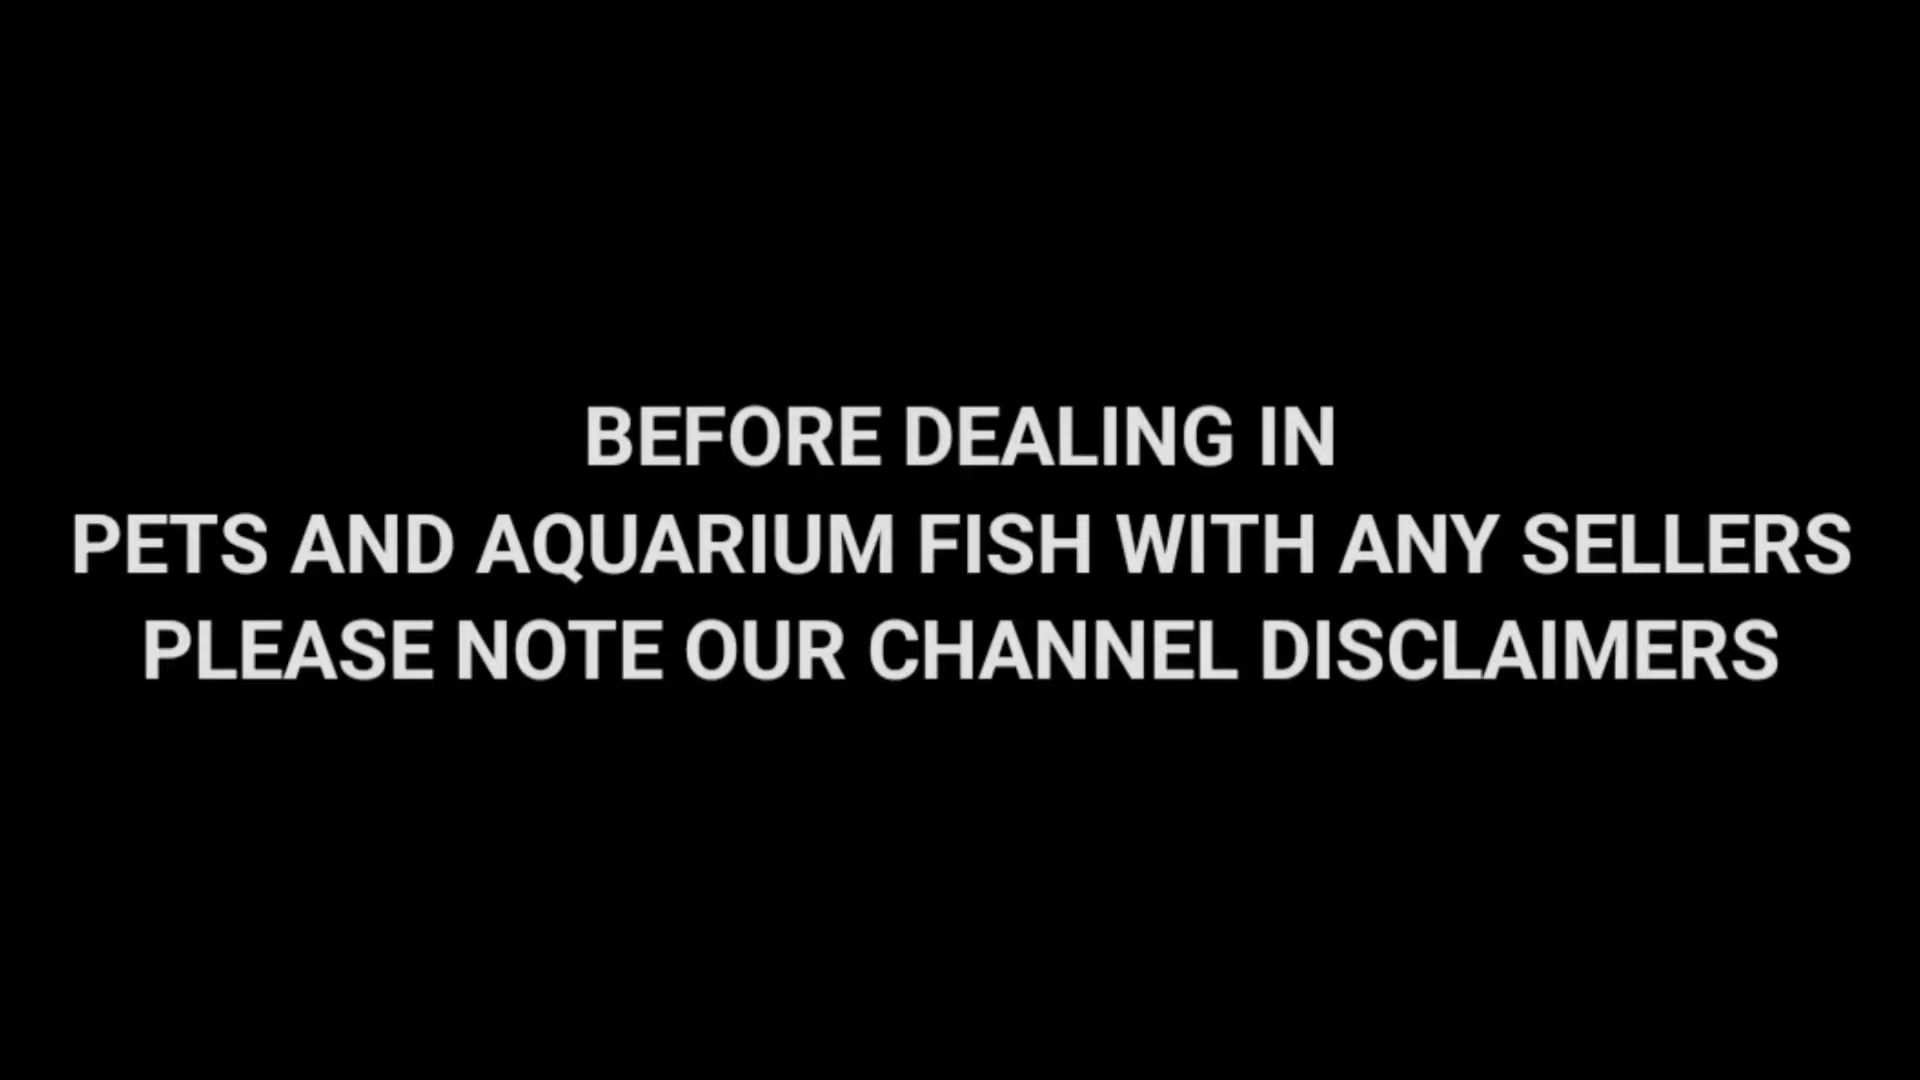 BEFORE DEALING IN
PETS AND AQUARIUM FISH WITH ANY SELLERS
PLEASE NOTE OUR CHANNEL DISCLAIMERS